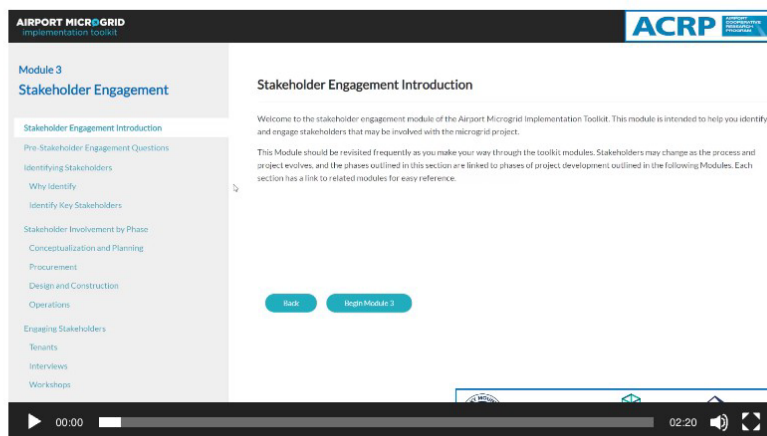 AIRPORT MICROGRID
implementation toolkit
ACRP
AIRPORT
COOPERATIVE
RESEARCH
PROGRAM
Module 3
Stakeholder Engagement
Stakeholder Engagement Introduction
Pre-Stakeholder Engagement Questions
Identifying Stakeholders
Why Identify
Identify Key Stakeholders
Stakeholder Involvement by Phase
Conceptualization and Planning
Procurement
Design and Construction
Operations
Engaging Stakeholders
Tenants
Interviews
Workshops
Stakeholder Engagement Introduction
Welcome to the stakeholder engagement module of the Airport Microgrid Implementation Toolkit. This module is intended to help you identify
and engage stakeholders that may be involved with the microgrid project.
This Module should be revisited frequently as you make your way through the toolkit modules. Stakeholders may change as the process and
project evolves, and the phases outlined in this section are linked to phases of project development outlined in the following Modules. Each
section has a link to related modules for easy reference.
Back
Begin Module 3
00:00
02:20